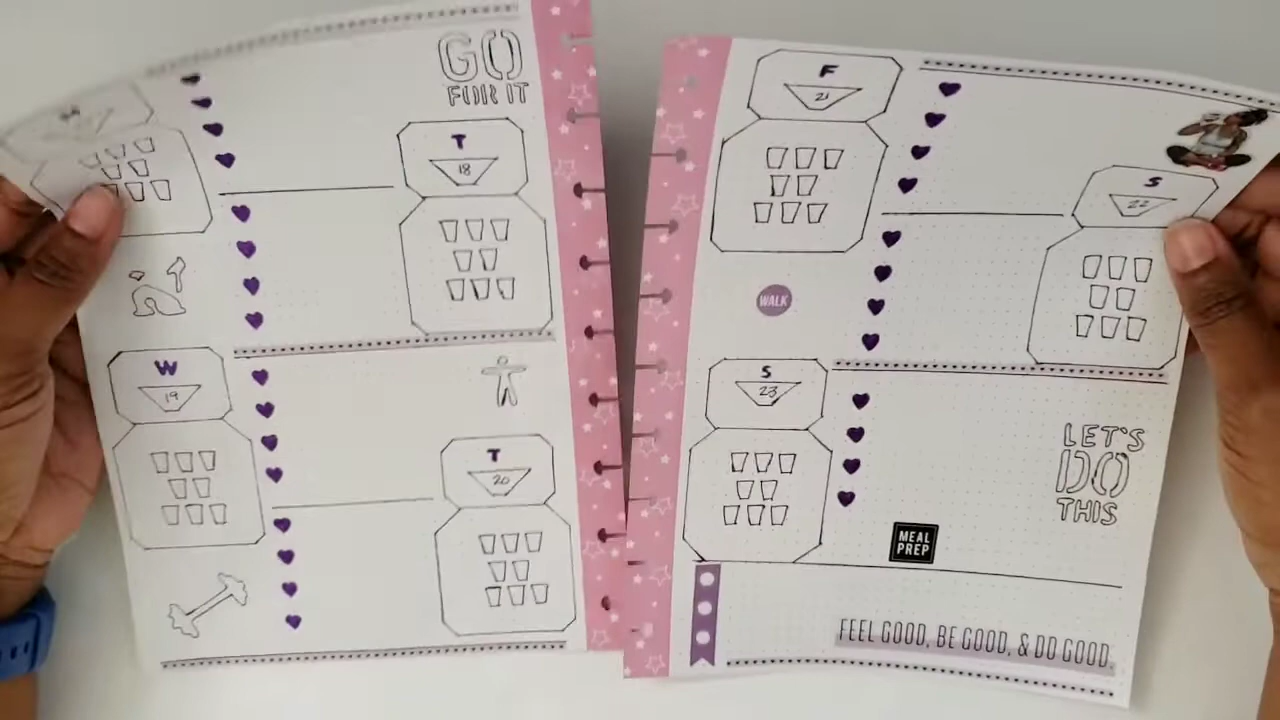 GO
FOR IT
M
T
18
W
19
T
20
F
21
S
22
WALK
S
23
LET'S
DO
THIS
MEAL
PREP
FEEL GOOD, BE GOOD, & DO GOOD.